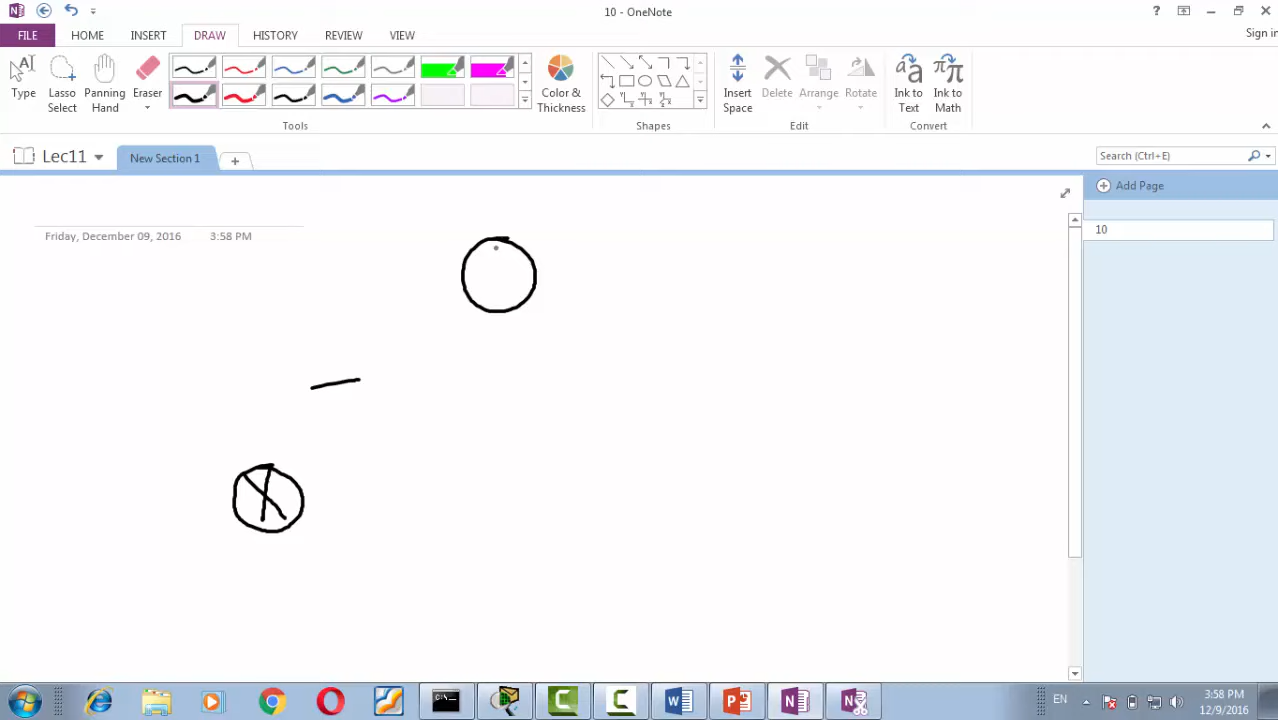 10 - OneNote
?
Sign in
FILE HOME INSERT DRAW HISTORY REVIEW VIEW
Type
Lasso Select
Panning Hand
Eraser
Color & Thickness
Insert Space
Delete
Arrange
Rotate
Ink to Text
Ink to Math
Tools
Shapes
Edit
Convert
Lec11
New Section 1
Search (Ctrl+E)
Add Page
10
Friday, December 09, 2016 3:58 PM
X
EN
3:58 PM
12/9/2016